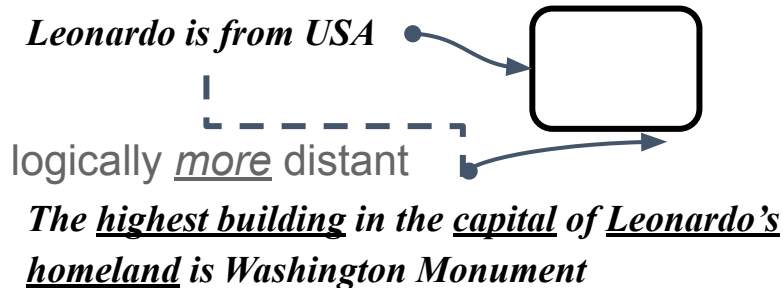 Leonardo is from USA
logically more distant
The highest building in the capital of Leonardo's
homeland is Washington Monument